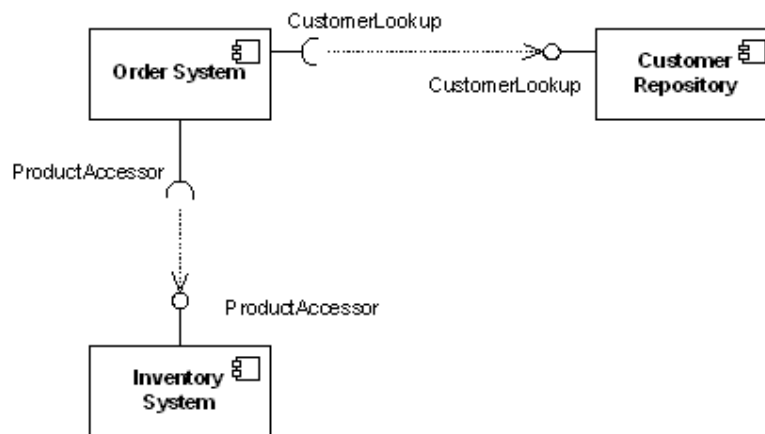 CustomerLookup
Order System
Customer
Repository
CustomerLookup
ProductAccessor
ProductAccessor
Inventory
System